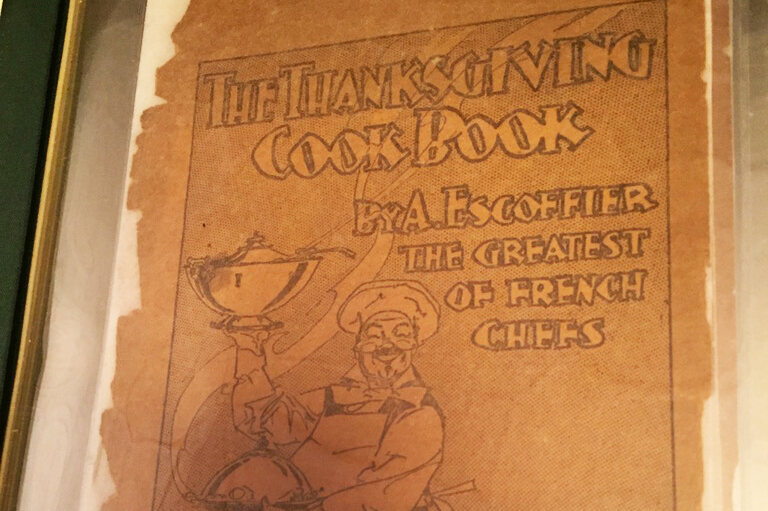 THE THANKSGIVING
COOK BOOK
BY A. ESCOFFIER
THE GREATEST
OF FRENCH
CHEFS